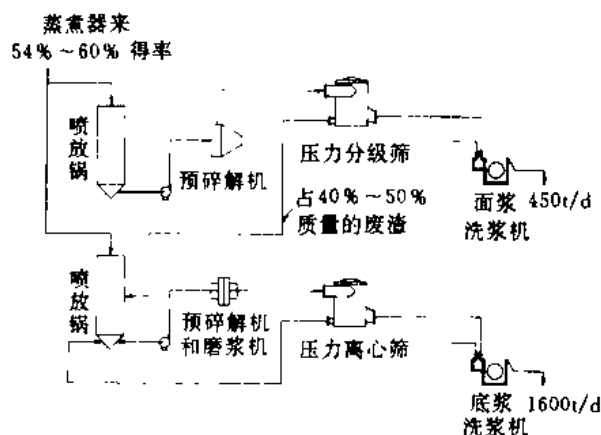 蒸煮器来
54%~60% 得率
喷放锅
预碎解机
压力分级筛
占40%~50%
质量的废渣
面浆 450t/d
洗浆机
喷放锅
预碎解机
和磨浆机
压力离心筛
底浆 1600t/d
洗浆机